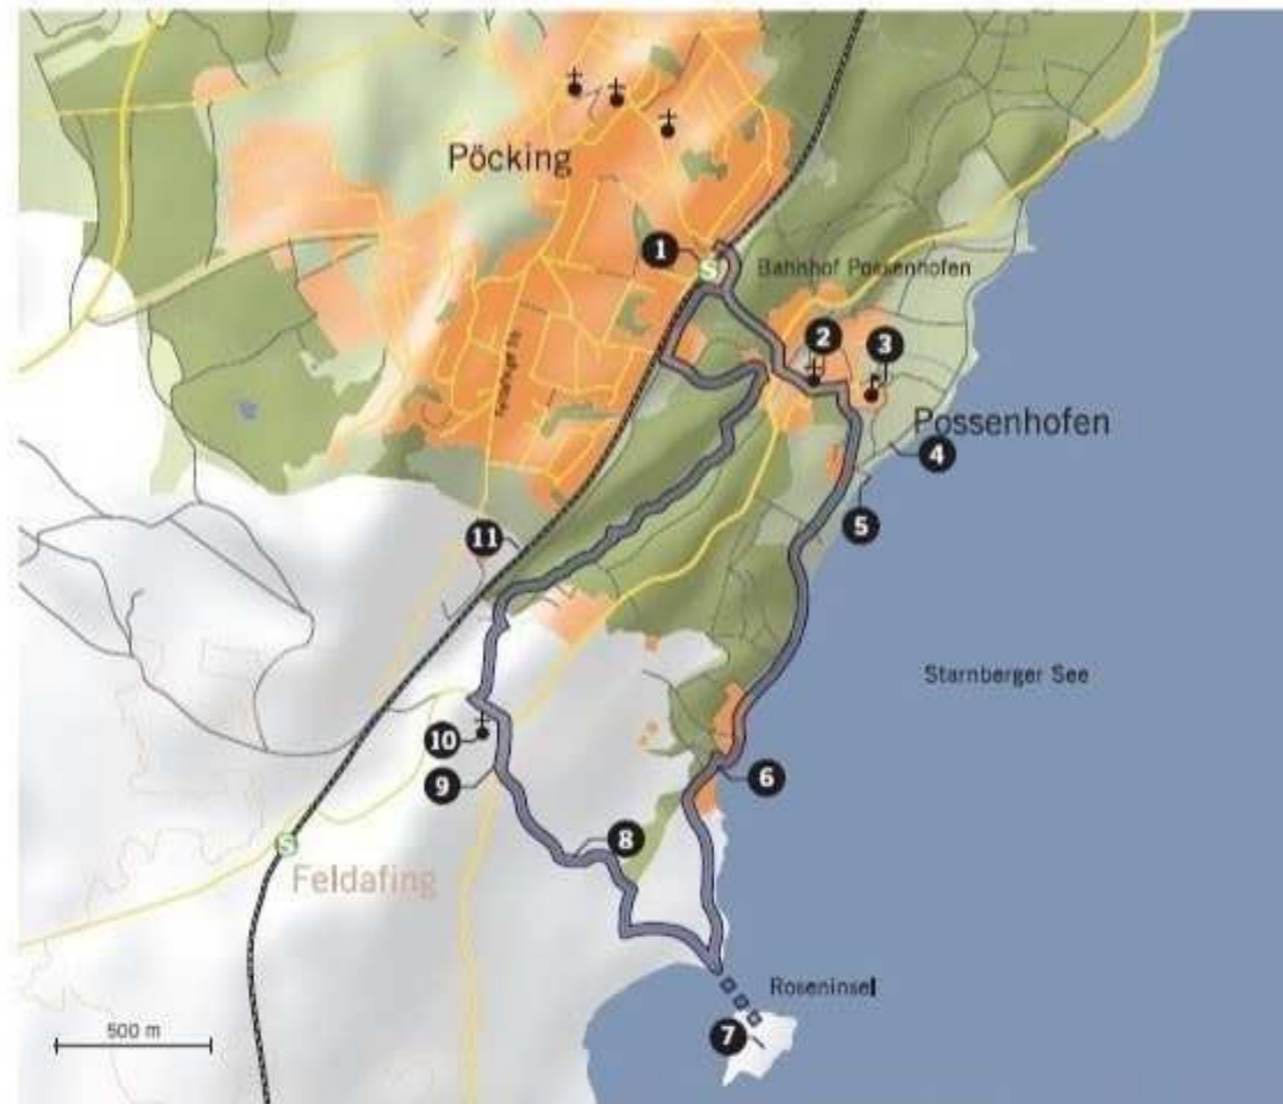 Pöcking
1
S
Bahnhof Possenhofen
2
3
Possenhofen
4
5
11
Starnberger See
10
9
6
8
S
Feldafing
Roseninsel
7
500 m